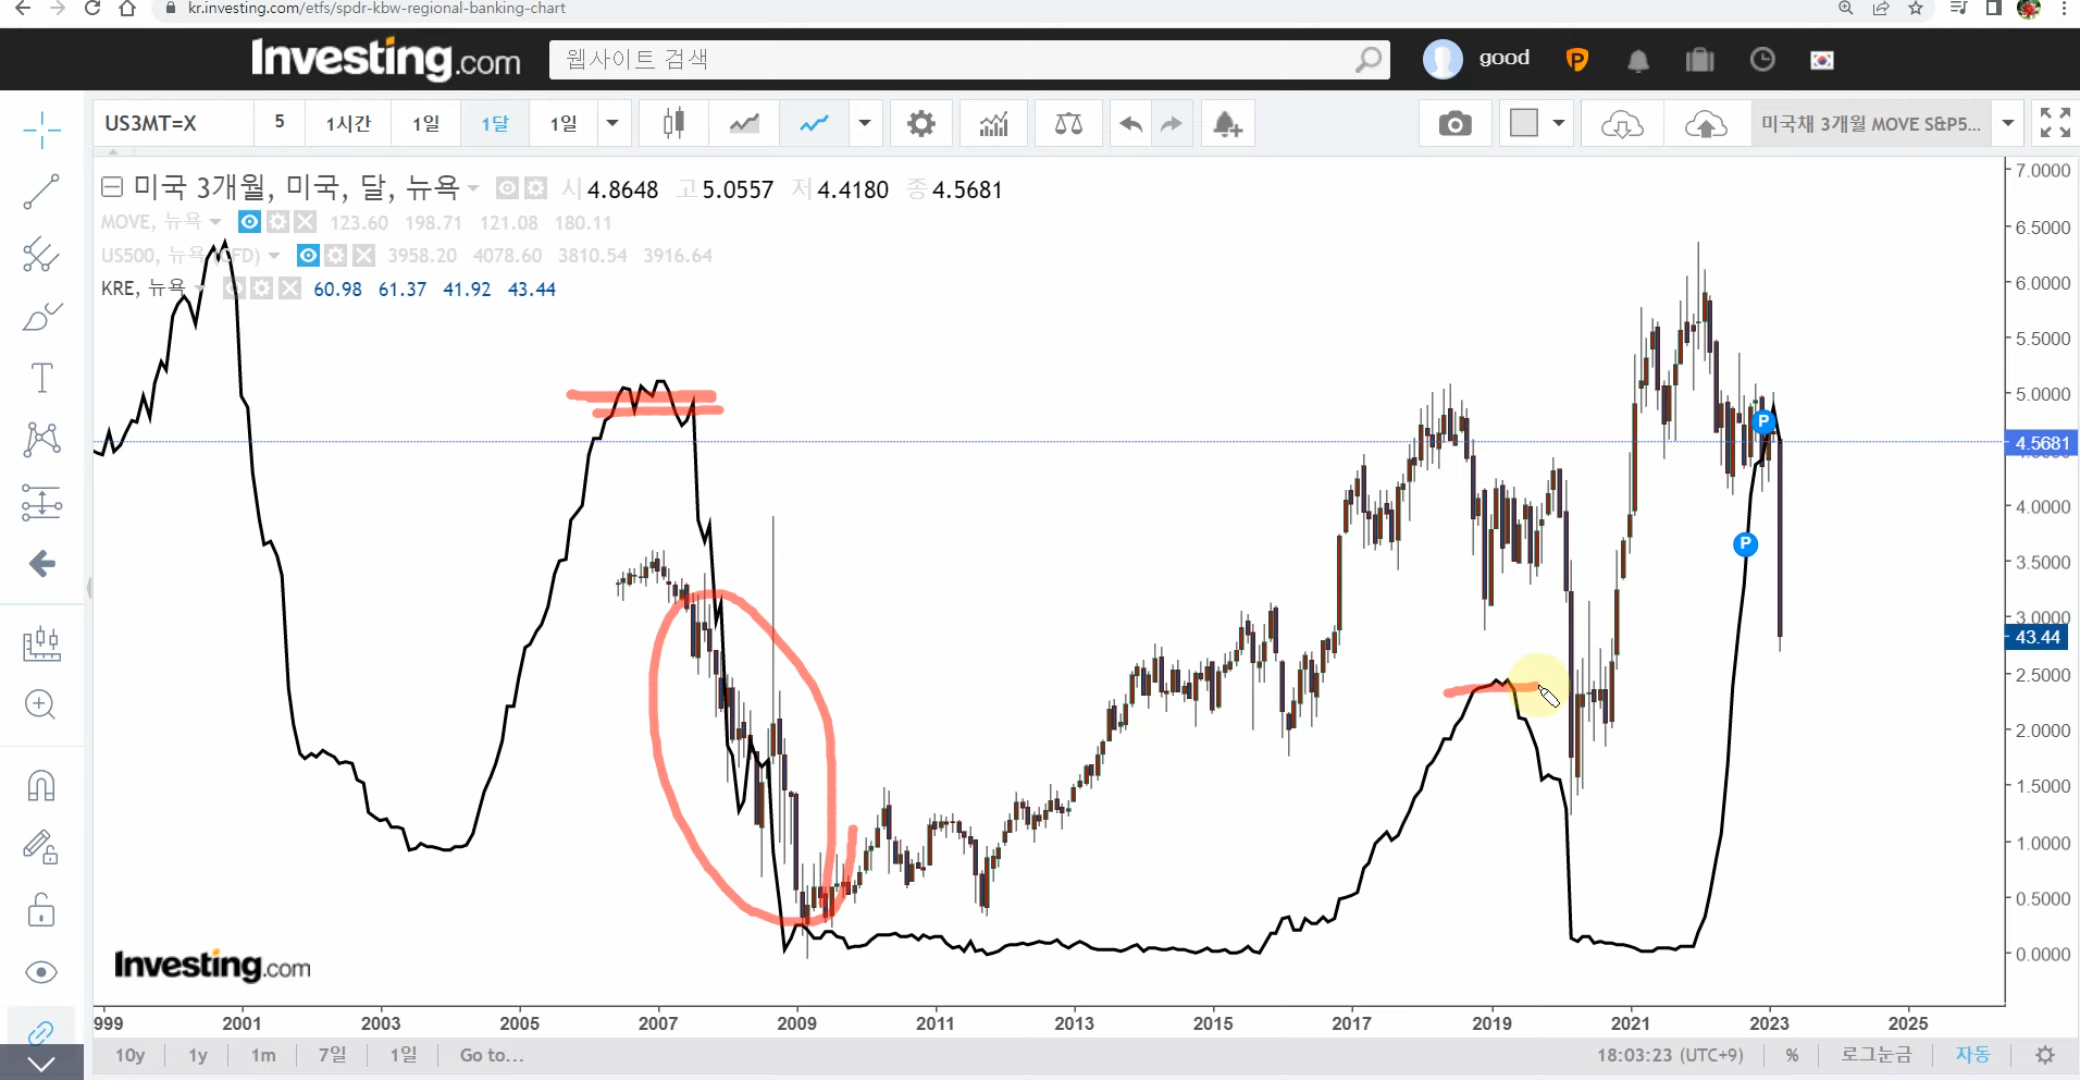 kr.investing.com/etfs/spdr-kbw-regional-banking-chart
Investing.com 웹사이트 검색 good P
US3MT=X 5 1시간 1일 1달 1일 미국채 3개월 MOVE S&P5...
미국 3개월, 미국, 달, 뉴욕 시 4.8648 고 5.0557 저 4.4180 종 4.5681
MOVE, 뉴욕 123.60 198.71 121.08 180.11
US500, 뉴욕 (CFD) 3958.20 4078.60 3810.54 3916.64
KRE, 뉴욕 60.98 61.37 41.92 43.44
7.0000
6.5000
6.0000
5.5000
5.0000
P
4.5681
4.0000
P
3.5000
3.0000
43.44
2.5000
2.0000
1.5000
1.0000
0.5000
0.0000
Investing.com
999 2001 2003 2005 2007 2009 2011 2013 2015 2017 2019 2021 2023 2025
10y 1y 1m 7일 1일 Go to... 18:03:23 (UTC+9) % 로그눈금 자동